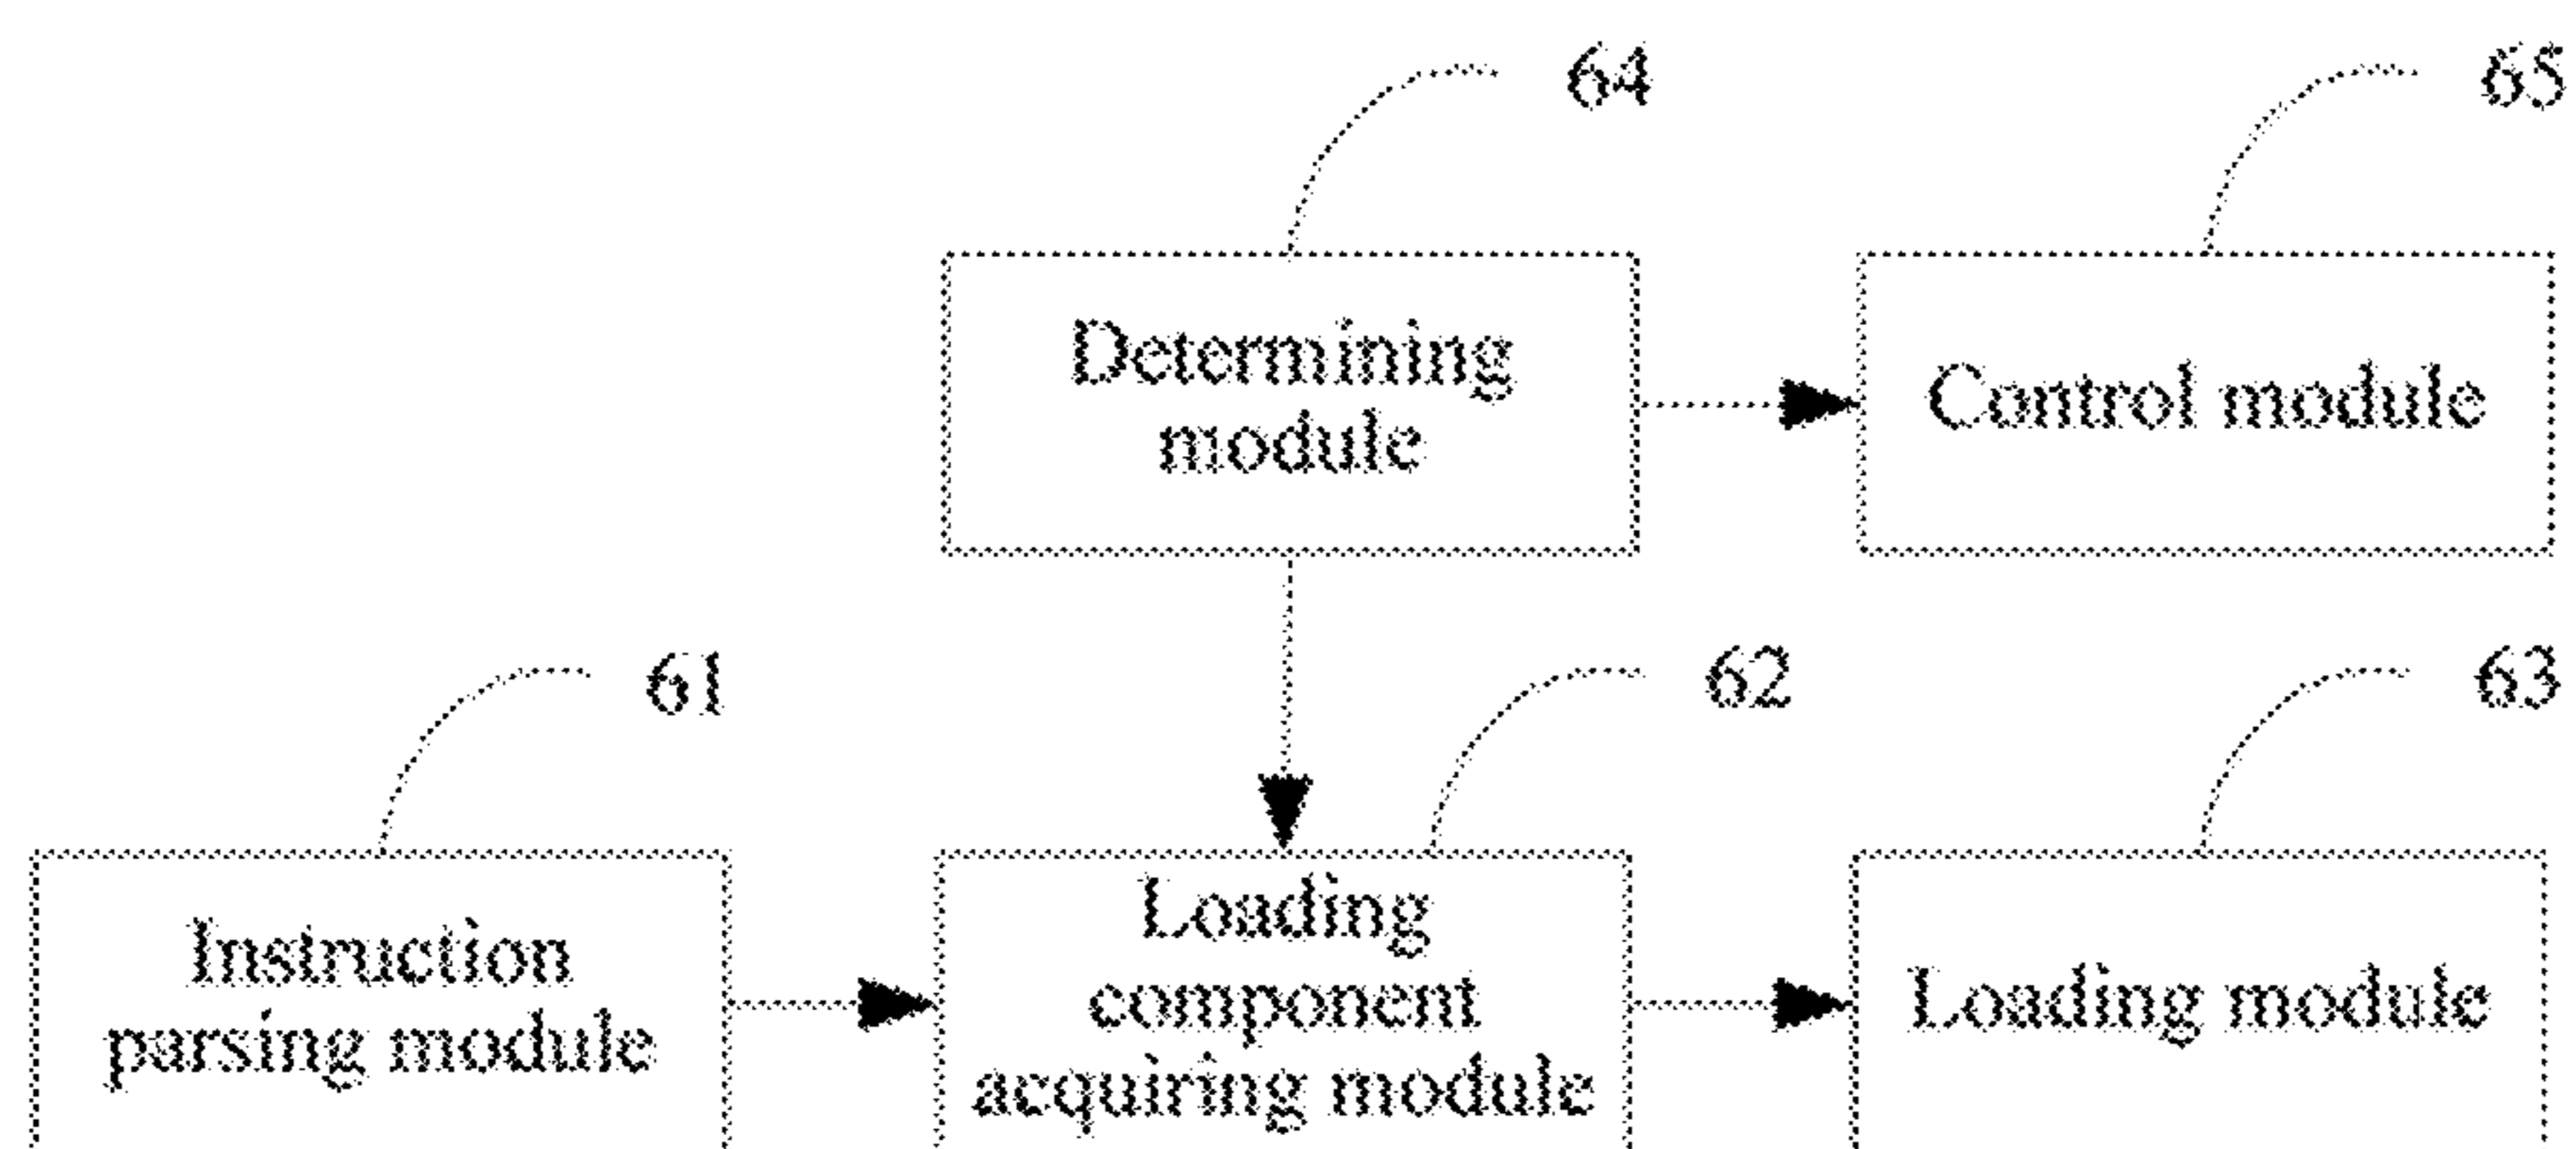 64
65
Determining
module
Control module
61
62
63
Instruction
parsing module
Loading
component
acquiring module
Loading module